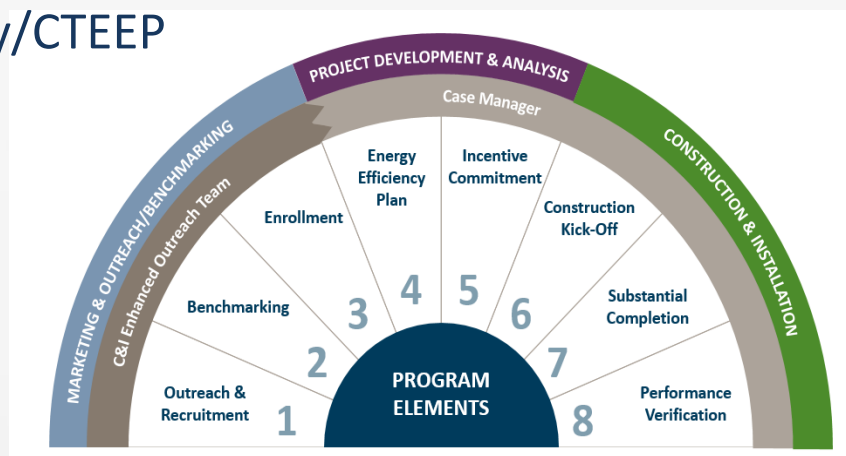 /CTEEP
PROJECT DEVELOPMENT & ANALYSIS
Case Manager
MARKETING & OUTREACH/BENCHMARKING
C&I Enhanced Outreach Team
CONSTRUCTION & INSTALLATION
Outreach &
Recruitment
1
Benchmarking
2
Enrollment
3
Energy
Efficiency
Plan
4
Incentive
Commitment
5
Construction
Kick-Off
6
Substantial
Completion
7
Performance
Verification
8
PROGRAM
ELEMENTS